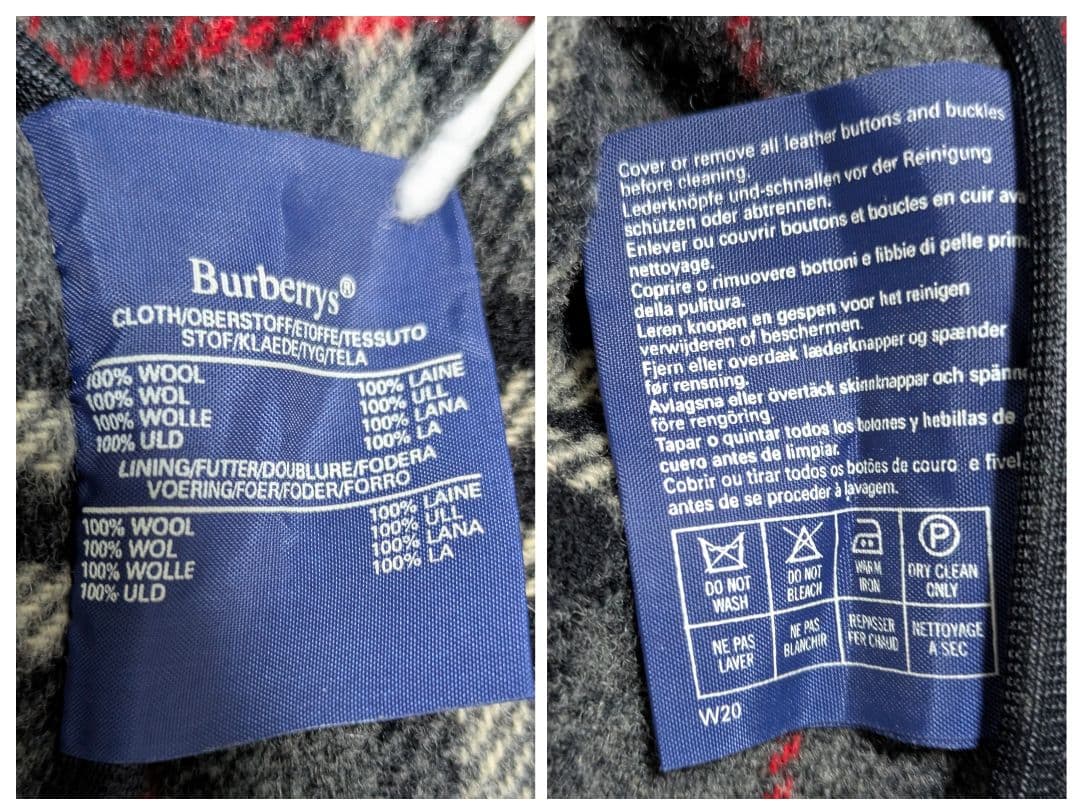 Burberrys®
CLOTH/OBERSTOFF/ETOFFE/TESSUTO
STOF/KLAEDE/TYG/TELA
100% WOOL 100% LAINE
100% WOL 100% ULL
100% WOLLE 100% LANA
100% ULD 100% LA
LINING/FUTTER/DOUBLURE/FODERA
VOERING/FOER/FODER/FORRO
100% WOOL 100% LAINE
100% WOL 100% ULL
100% WOLLE 100% LANA
100% ULD 100% LA
Cover or remove all leather buttons and buckles
before cleaning.
Lederknöpfe und-schnallen vor der Reinigung
schützen oder abtrennen.
Enlever ou couvrir boutons et boucles en cuir
nettoyage.
Coprire o rimuovere bottoni e fibbie di pelle
della pulitura.
Leren knopen en gespen voor het reinigen
verwijderen of beschermen.
Fjern eller overdæk læderknapper og spænder
før rensning.
Avlagsna eller övertäck skinnknappar och
före rengöring.
Tapar o quintar todos los botones y hebillas de
cuero antes de limpiar.
Cobrir ou tirar todos os botões de couro e
antes de se proceder à lavagem.
P
DO NOT WASH
DO NOT BLEACH
WARM IRON
DRY CLEAN ONLY
NE PAS LAVER
NE PAS BLANCHIR
REPASSER FER CHAUD
NETTOYAGE A SEC
W20